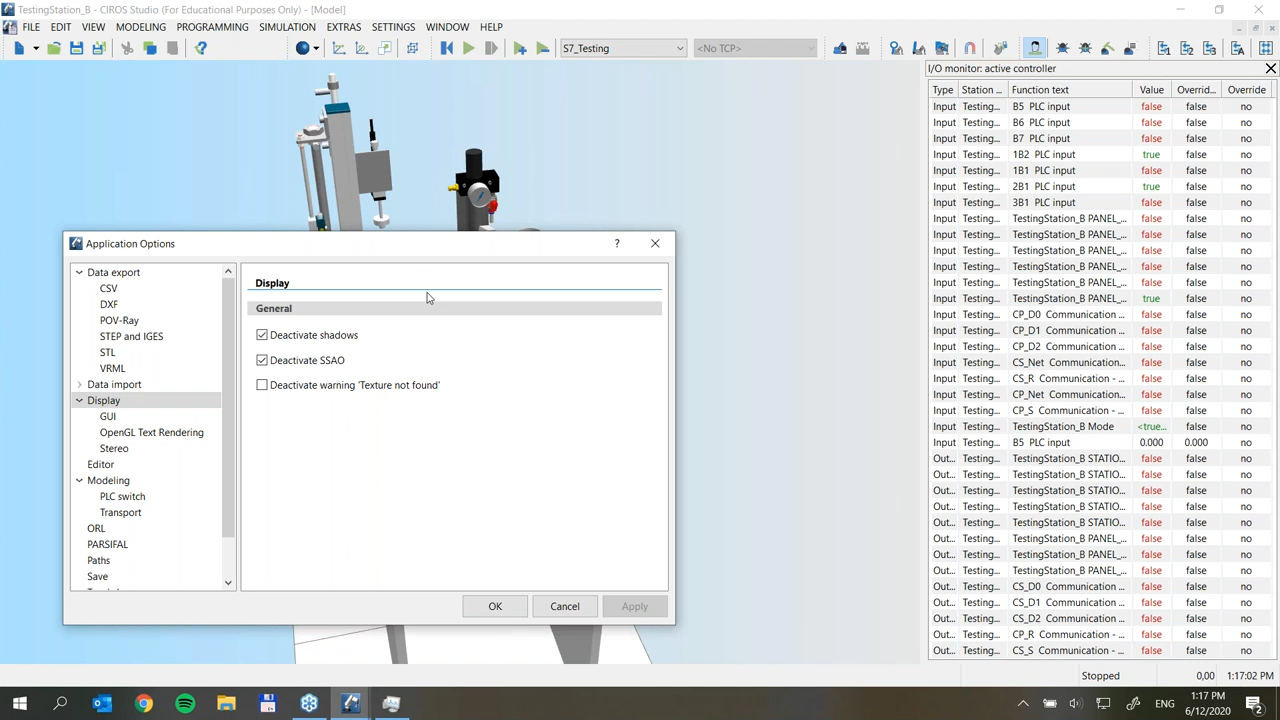 TestingStation_B - CIROS Studio (For Educational Purposes Only) - [Model]
FILE EDIT VIEW MODELING PROGRAMMING SIMULATION EXTRAS SETTINGS WINDOW HELP
S7_Testing <No TCP>
I/O monitor: active controller
Type Station ... Function text Value Overrid... Override
Input Testing... B5 PLC input false false no
Input Testing... B6 PLC input false false no
Input Testing... B7 PLC input false false no
Input Testing... 1B2 PLC input true false no
Input Testing... 1B1 PLC input false false no
Input Testing... 2B1 PLC input true false no
Input Testing... 3B1 PLC input false false no
Input Testing... TestingStation_B PANEL_... false false no
Input Testing... TestingStation_B PANEL_... false false no
Input Testing... TestingStation_B PANEL_... false false no
Input Testing... TestingStation_B PANEL_... false false no
Input Testing... TestingStation_B PANEL_... false false no
Input Testing... TestingStation_B PANEL_... true false no
Input Testing... CP_D0 Communication ... false false no
Input Testing... CP_D1 Communication ... false false no
Input Testing... CP_D2 Communication ... false false no
Input Testing... CS_Net Communication... false false no
Input Testing... CS_R Communication - ... false false no
Input Testing... CP_Net Communication... false false no
Input Testing... CP_S Communication - ... false false no
Input Testing... TestingStation_B Mode <true... false no
Input Testing... B5 PLC input 0.000 0.000 no
Out... Testing... TestingStation_B STATIO... false false no
Out... Testing... TestingStation_B STATIO... false false no
Out... Testing... TestingStation_B STATIO... false false no
Out... Testing... TestingStation_B STATIO... false false no
Out... Testing... TestingStation_B STATIO... false false no
Out... Testing... TestingStation_B PANEL_... false false no
Out... Testing... TestingStation_B PANEL_... false false no
Out... Testing... TestingStation_B PANEL_... false false no
Out... Testing... CS_D0 Communication ... false false no
Out... Testing... CS_D1 Communication ... false false no
Out... Testing... CS_D2 Communication ... false false no
Out... Testing... CP_R Communication - ... false false no
Out... Testing... CS_S Communication - ... false false no
Application Options
Data export
CSV
DXF
POV-Ray
STEP and IGES
STL
VRML
Data import
Display
GUI
OpenGL Text Rendering
Stereo
Editor
Modeling
PLC switch
Transport
ORL
PARSIFAL
Paths
Save
Display
General
Deactivate shadows
Deactivate SSAO
Deactivate warning 'Texture not found'
OK Cancel Apply
Stopped 0,00 1:17:02 PM
ENG 1:17 PM
6/12/2020 2